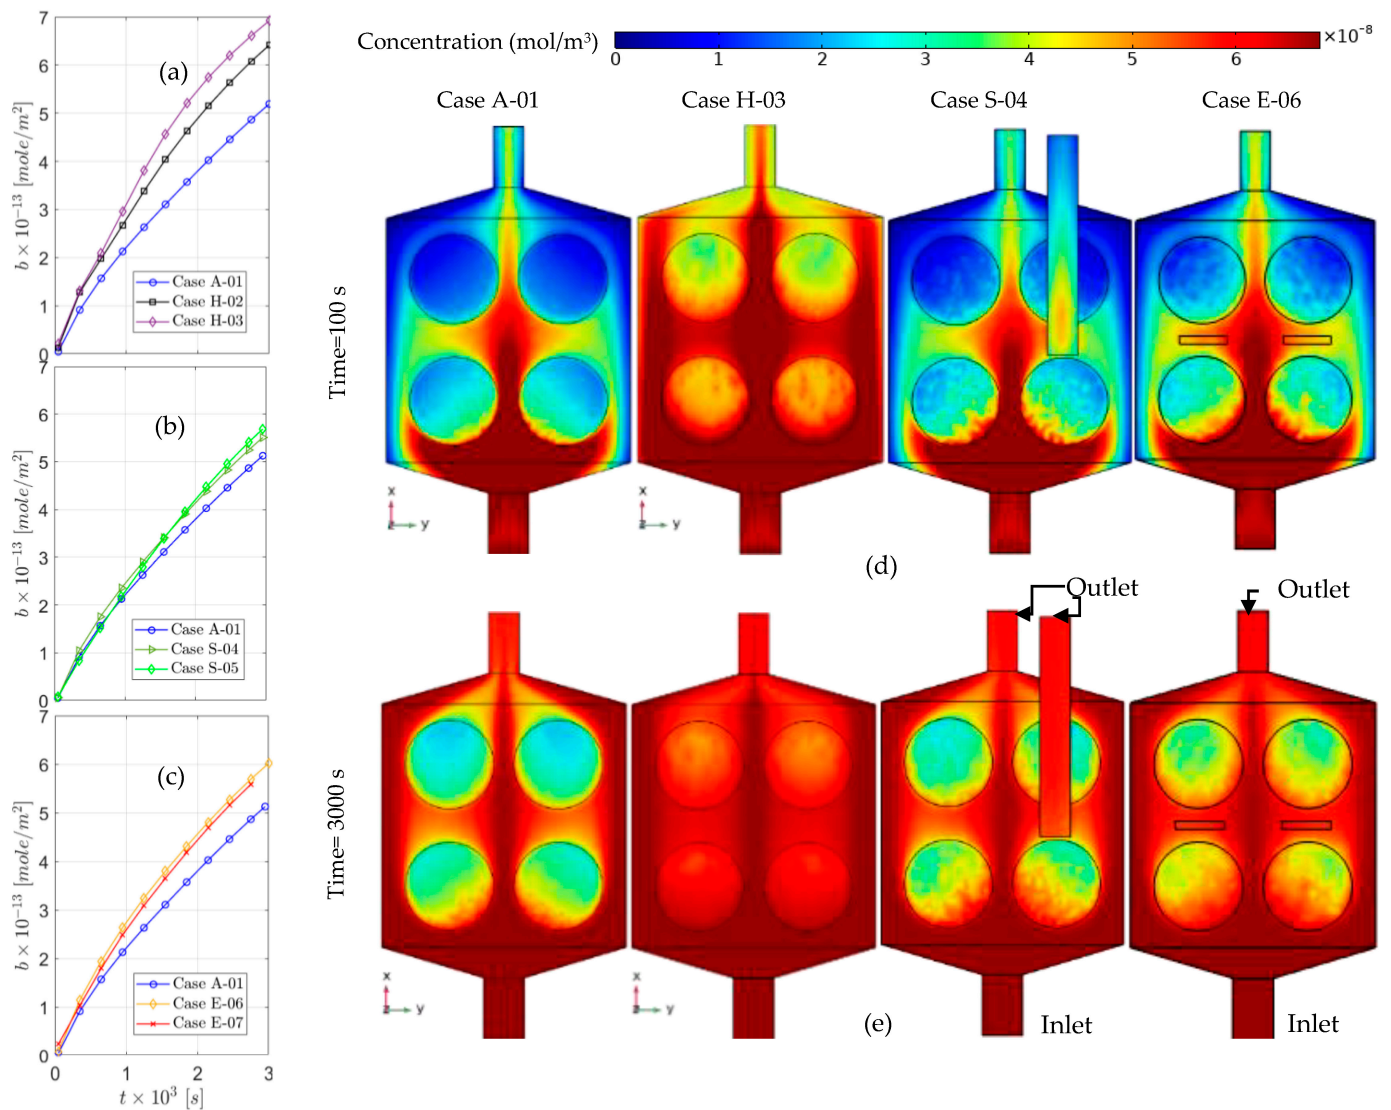 Concentration (mol/m³)
0 1 2 3 4 5 6 ×10⁻⁸
Case A-01 Case H-03 Case S-04 Case E-06
7
6
5
4
3
2
1
0
b × 10⁻¹³ [mole/m²]
(a)
Case A-01
Case H-02
Case H-03
6
5
4
3
2
1
0
b × 10⁻¹³ [mole/m²]
(b)
Case A-01
Case S-04
Case S-05
7
6
5
4
3
2
1
0
b × 10⁻¹³ [mole/m²]
(c)
Case A-01
Case E-06
Case E-07
0 1 2 3
t × 10³ [s]
Time=100 s
x
z y
x
z y
(d)
Outlet
Outlet
Time= 3000 s
x
z y
x
z y
(e)
Inlet
Inlet